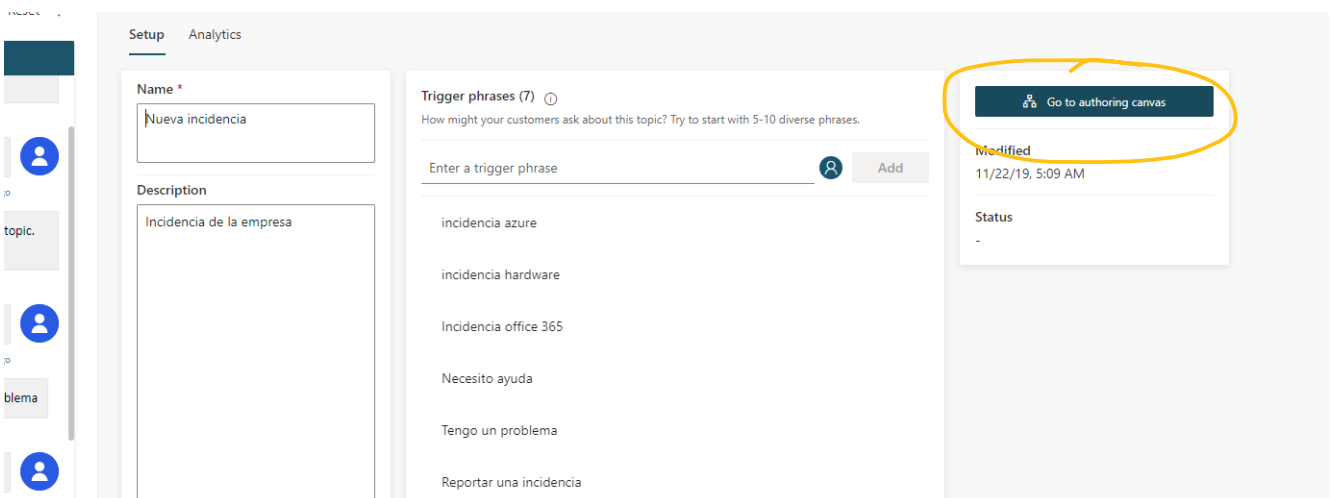 Setup Analytics
Name *
Nueva incidencia
Description
Incidencia de la empresa
Trigger phrases (7)
How might your customers ask about this topic? Try to start with 5-10 diverse phrases.
Enter a trigger phrase
Add
incidencia azure
incidencia hardware
Incidencia office 365
Necesito ayuda
Tengo un problema
Reportar una incidencia
Go to authoring canvas
Modified
11/22/19, 5:09 AM
Status
-
topic.
blema